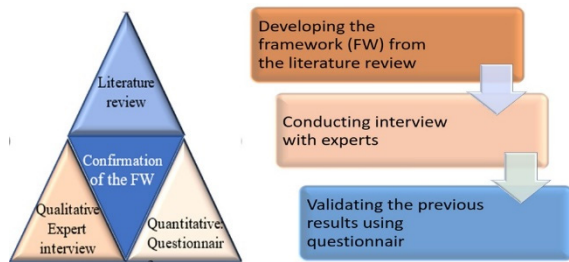 Literature
review
Confirmation
of the FW
Qualitative
Expert
interview
Quantitative:
Questionnair
Developing the
framework (FW) from
the literature review
Conducting interview
with experts
Validating the previous
results using
questionnair